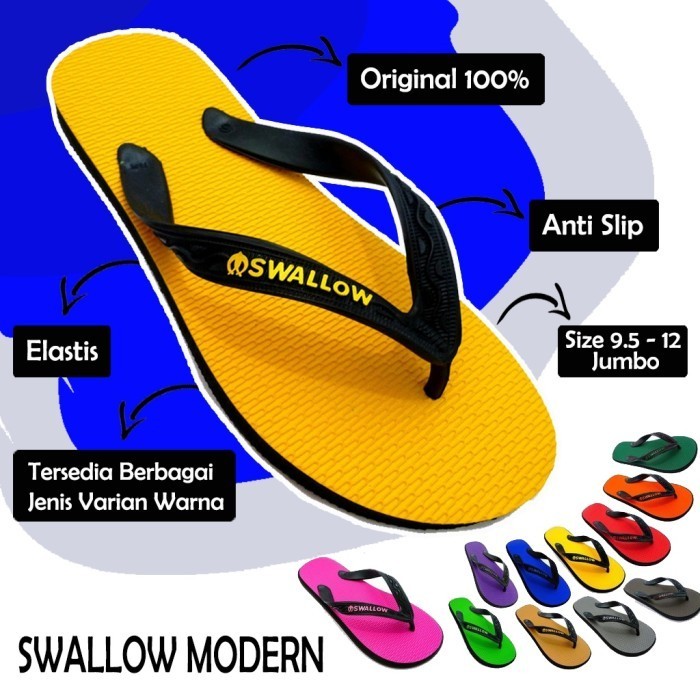 Original 100%
Anti Slip
SWALLOW
Elastis
Size 9.5 - 12
Jumbo
Tersedia Berbagai
Jenis Varian Warna
SWALLOW
SWALLOW
SWALLOW MODERN